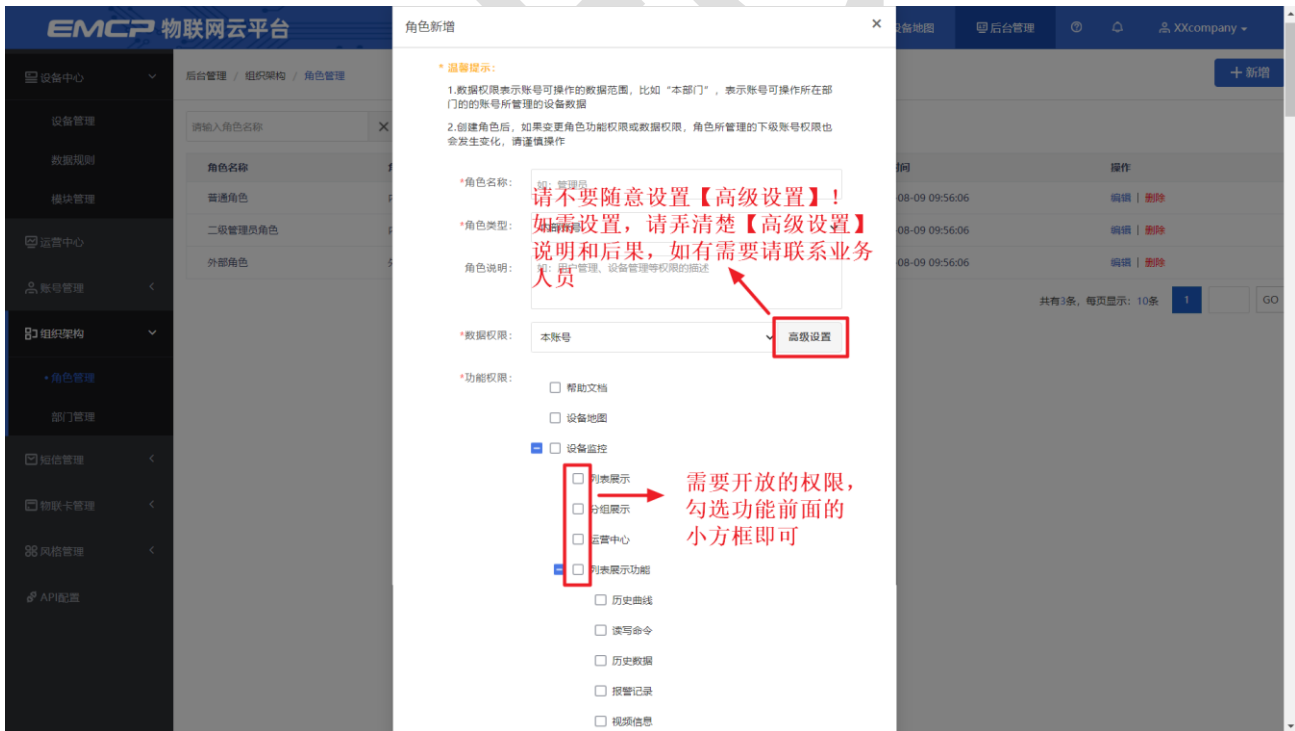 EMCP 物联网云平台
设备地图
后台管理
XXcompany
设备中心
设备管理
数据规则
模块管理
运营中心
账号管理
组织架构
• 角色管理
部门管理
短信管理
物联卡管理
风格管理
API配置
后台管理 / 组织架构 / 角色管理
+ 新增
请输入角色名称
角色名称
时间
操作
普通角色
-08-09 09:56:06
编辑 | 删除
二级管理员角色
-08-09 09:56:06
编辑 | 删除
外部角色
-08-09 09:56:06
编辑 | 删除
共有3条,每页显示: 10条 1 GO
角色新增 ×
* 温馨提示:
1.数据权限表示账号可操作的数据范围,比如“本部门”,表示账号可操作所在部
门的的账号所管理的设备数据
2.创建角色后,如果变更角色功能权限或数据权限,角色所管理的下级账号权限也
会发生变化,请谨慎操作
*角色名称: 如: 管理员
*角色类型:
角色说明: 如: 用户管理、设备管理等权限的描述
请不要随意设置【高级设置】!
如需设置,请弄清楚【高级设置】
说明和后果,如有需要请联系业务
人员
*数据权限: 本账号 高级设置
*功能权限:
帮助文档
设备地图
设备监控
列表展示
分组展示
运营中心
列表展示功能
历史曲线
读写命令
历史数据
报警记录
视频信息
需要开放的权限,
勾选功能前面的
小方框即可